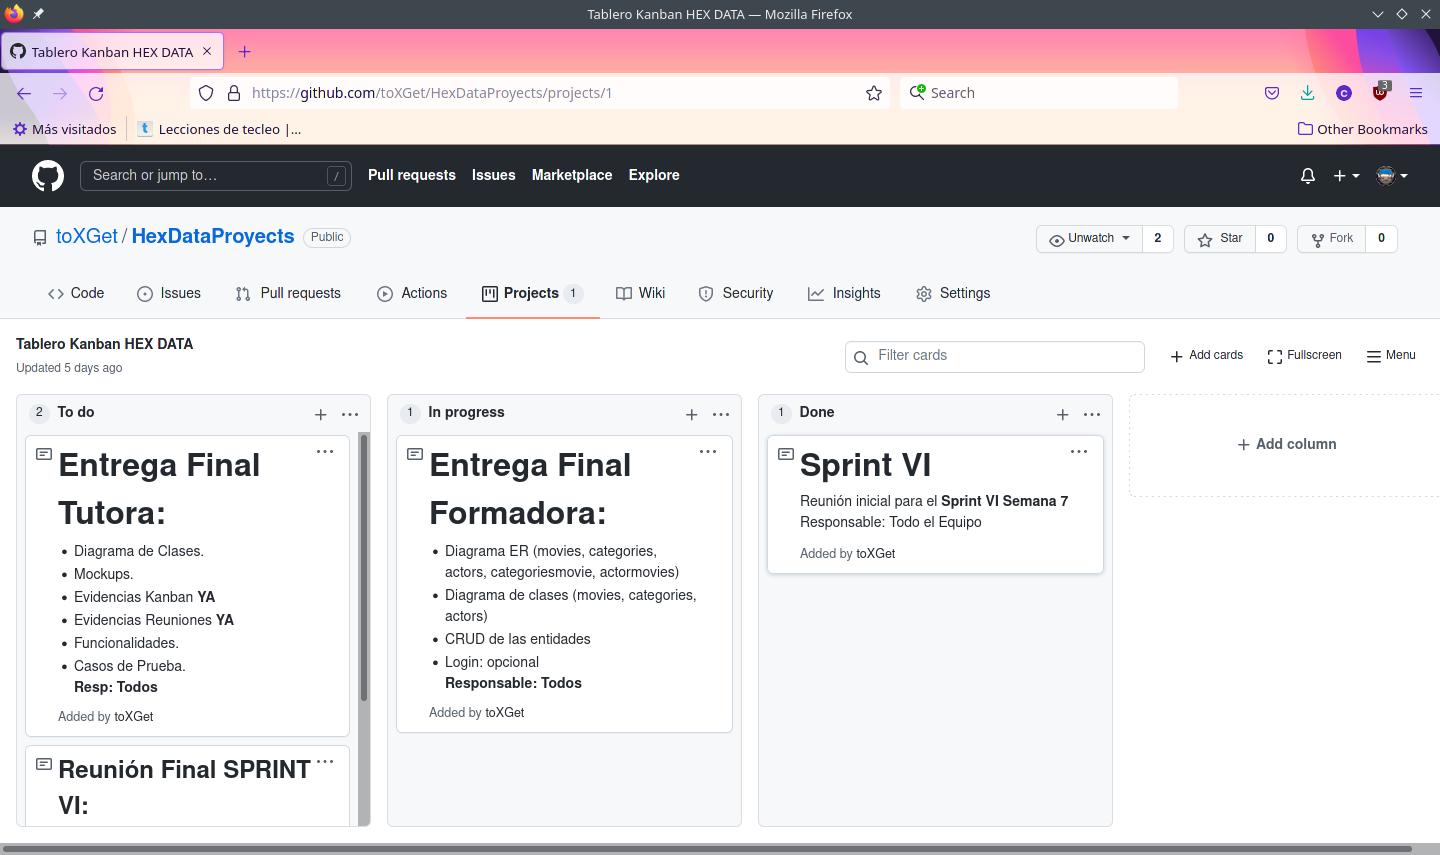 Tablero Kanban HEX DATA — Mozilla Firefox
Tablero Kanban HEX DATA
https://github.com/toXGet/HexDataProyects/projects/1
Search
3
Más visitados
Lecciones de tecleo |...
Other Bookmarks
Search or jump to...
/
Pull requests
Issues
Marketplace
Explore
toXGet / HexDataProyects
Public
Unwatch
2
Star
0
Fork
0
Code
Issues
Pull requests
Actions
Projects
1
Wiki
Security
Insights
Settings
Tablero Kanban HEX DATA
Updated 5 days ago
Filter cards
Add cards
Fullscreen
Menu
2 To do
Entrega Final
Tutora:
Diagrama de Clases.
Mockups.
Evidencias Kanban YA
Evidencias Reuniones YA
Funcionalidades.
Casos de Prueba.
Resp: Todos
Added by toXGet
Reunión Final SPRINT
VI:
1 In progress
Entrega Final
Formadora:
Diagrama ER (movies, categories,
actors, categoriesmovie, actormovies)
Diagrama de clases (movies, categories,
actors)
CRUD de las entidades
Login: opcional
Responsable: Todos
Added by toXGet
1 Done
Sprint VI
Reunión inicial para el Sprint VI Semana 7
Responsable: Todo el Equipo
Added by toXGet
Add column